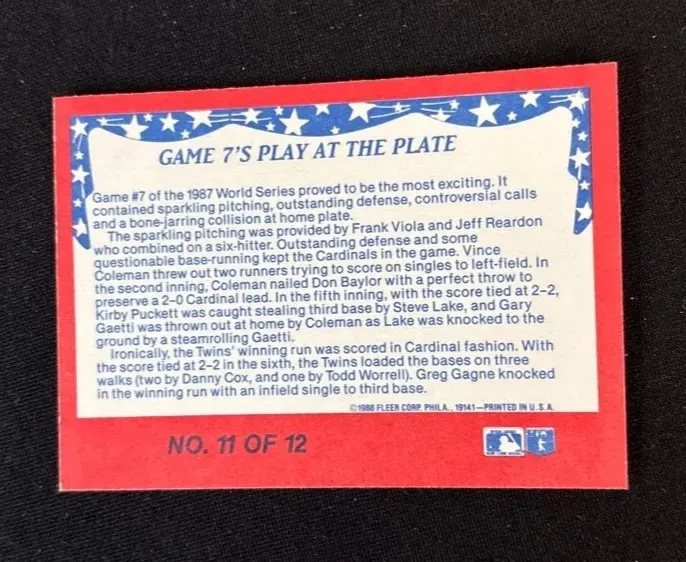 GAME 7'S PLAY AT THE PLATE
Game #7 of the 1987 World Series proved to be the most exciting. It
contained sparkling pitching, outstanding defense, controversial calls
and a bone-jarring collision at home plate.
The sparkling pitching was provided by Frank Viola and Jeff Reardon
who combined on a six-hitter. Outstanding defense and some
questionable base-running kept the Cardinals in the game. Vince
Coleman threw out two runners trying to score on singles to left-field. In
the second inning, Coleman nailed Don Baylor with a perfect throw to
preserve a 2-0 Cardinal lead. In the fifth inning, with the score tied at 2-2,
Kirby Puckett was caught stealing third base by Steve Lake, and Gary
Gaetti was thrown out at home by Coleman as Lake was knocked to the
ground by a steamrolling Gaetti.
Ironically, the Twins' winning run was scored in Cardinal fashion. With
the score tied at 2-2 in the sixth, the Twins loaded the bases on three
walks (two by Danny Cox, and one by Todd Worrell). Greg Gagne knocked
in the winning run with an infield single to third base.
©1988 FLEER CORP. PHILA., 19141—PRINTED IN U.S.A.
NO. 11 OF 12